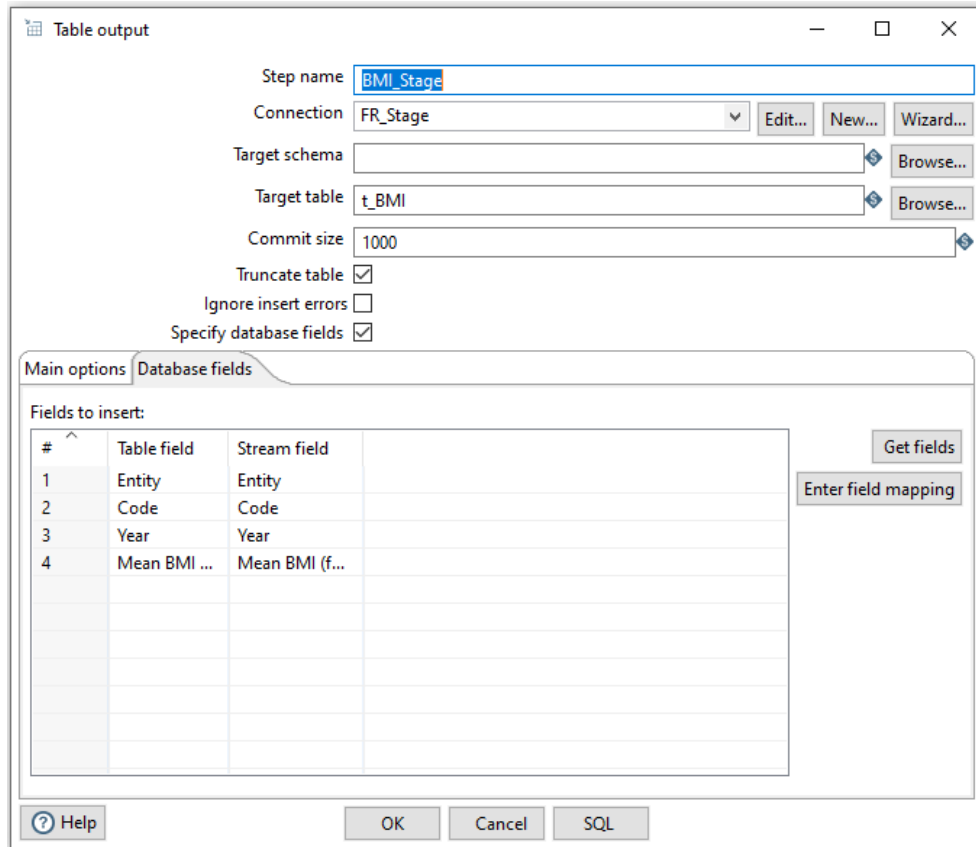 Table output
Step name BMI_Stage
Connection FR_Stage Edit... New... Wizard...
Target schema Browse...
Target table t_BMI Browse...
Commit size 1000
Truncate table
Ignore insert errors
Specify database fields
Main options Database fields
Fields to insert:
# Table field Stream field
Get fields
1 Entity Entity
Enter field mapping
2 Code Code
3 Year Year
4 Mean BMI ... Mean BMI (f...
Help OK Cancel SQL